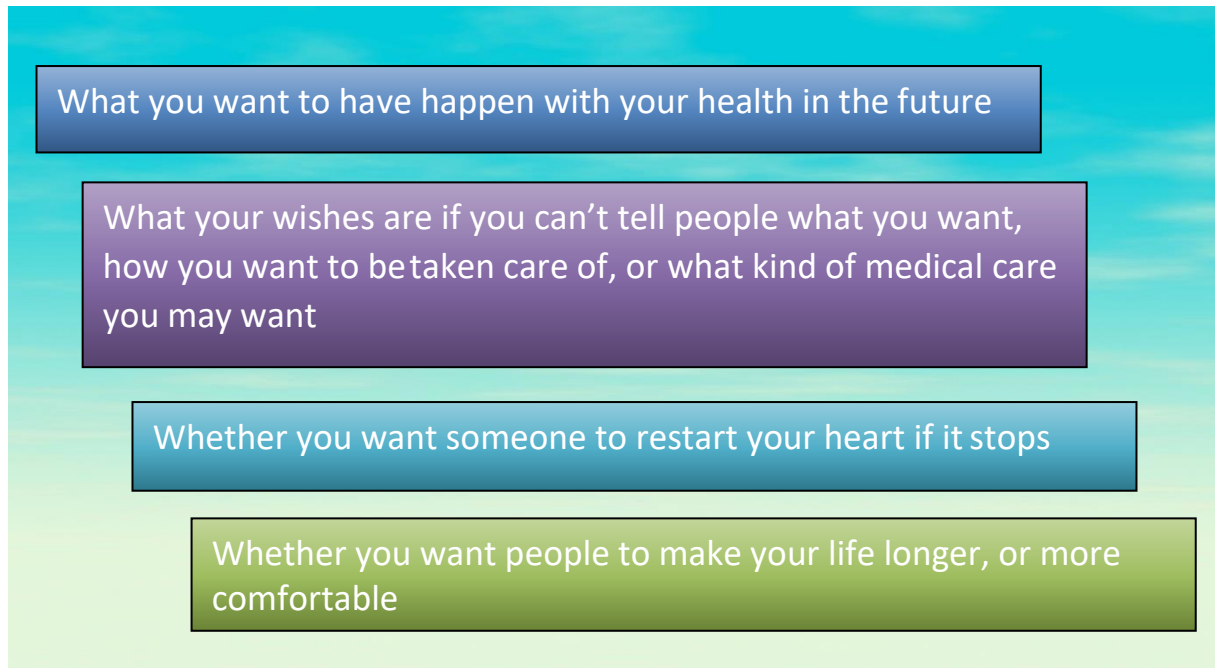 What you want to have happen with your health in the future
What your wishes are if you can’t tell people what you want,
how you want to be taken care of, or what kind of medical care
you may want
Whether you want someone to restart your heart if it stops
Whether you want people to make your life longer, or more
comfortable